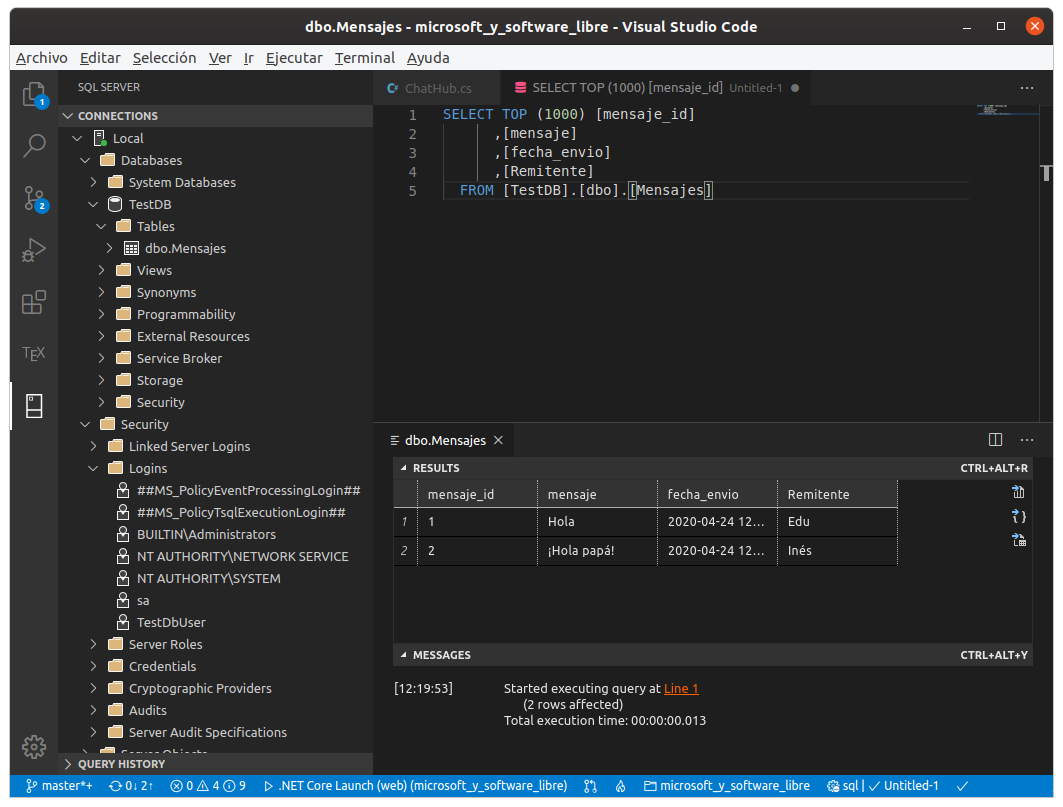 dbo.Mensajes - microsoft_y_software_libre - Visual Studio Code
Archivo Editar Selección Ver Ir Ejecutar Terminal Ayuda
SQL SERVER
ChatHub.cs
SELECT TOP (1000) [mensaje_id] Untitled-1
CONNECTIONS
Local
Databases
System Databases
TestDB
Tables
dbo.Mensajes
Views
Synonyms
Programmability
External Resources
Service Broker
Storage
Security
Security
Linked Server Logins
Logins
##MS_PolicyEventProcessingLogin##
##MS_PolicyTsqlExecutionLogin##
BUILTIN\Administrators
NT AUTHORITY\NETWORK SERVICE
NT AUTHORITY\SYSTEM
sa
TestDbUser
Server Roles
Credentials
Cryptographic Providers
Audits
Server Audit Specifications
Server Objects
QUERY HISTORY
1
2
TEX
1 SELECT TOP (1000) [mensaje_id]
2 ,[mensaje]
3 ,[fecha_envio]
4 ,[Remitente]
5 FROM [TestDB].[dbo].[Mensajes]
dbo.Mensajes
RESULTS CTRL+ALT+R
mensaje_id mensaje fecha_envio Remitente
1 1 Hola 2020-04-24 12... Edu
2 2 ¡Hola papá! 2020-04-24 12... Inés
MESSAGES CTRL+ALT+Y
[12:19:53] Started executing query at Line 1
(2 rows affected)
Total execution time: 00:00:00.013
master*+ 0↓ 2↑ 0 4 9 .NET Core Launch (web) (microsoft_y_software_libre) microsoft_y_software_libre sql | Untitled-1